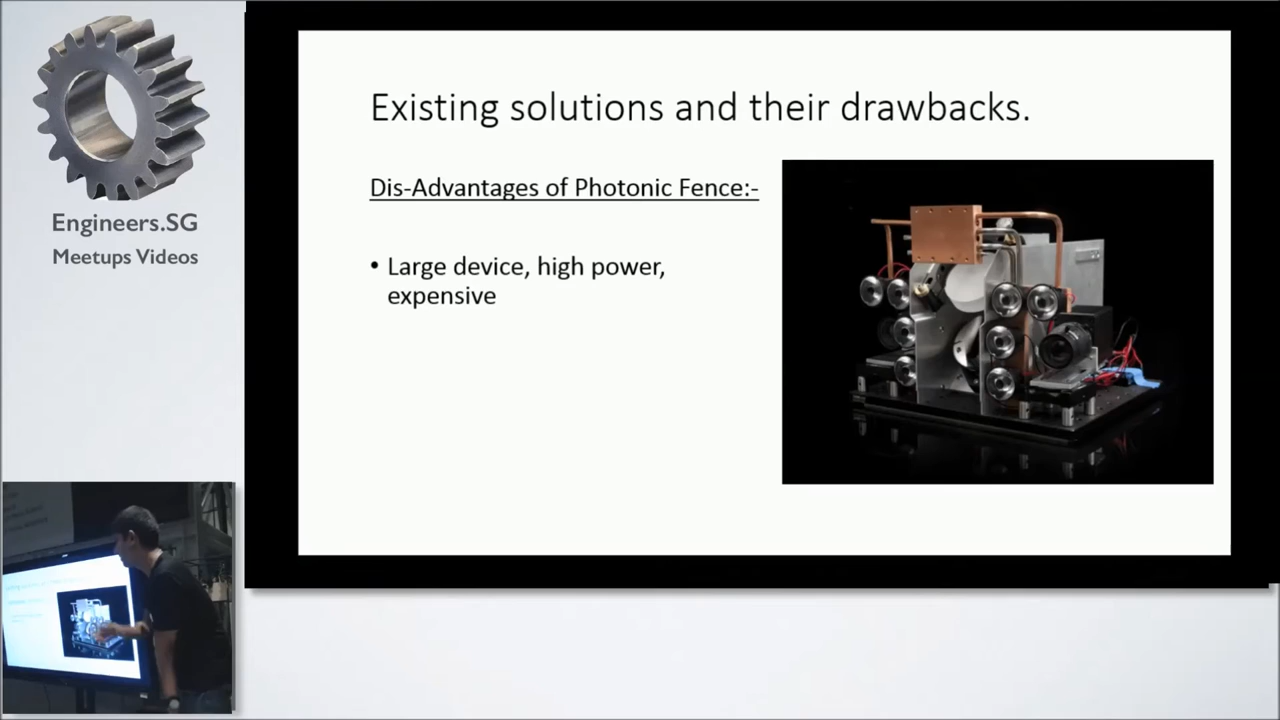 Engineers.SG
Meetups Videos
Existing solutions and their drawbacks.
Dis-Advantages of Photonic Fence:-
• Large device, high power,
expensive